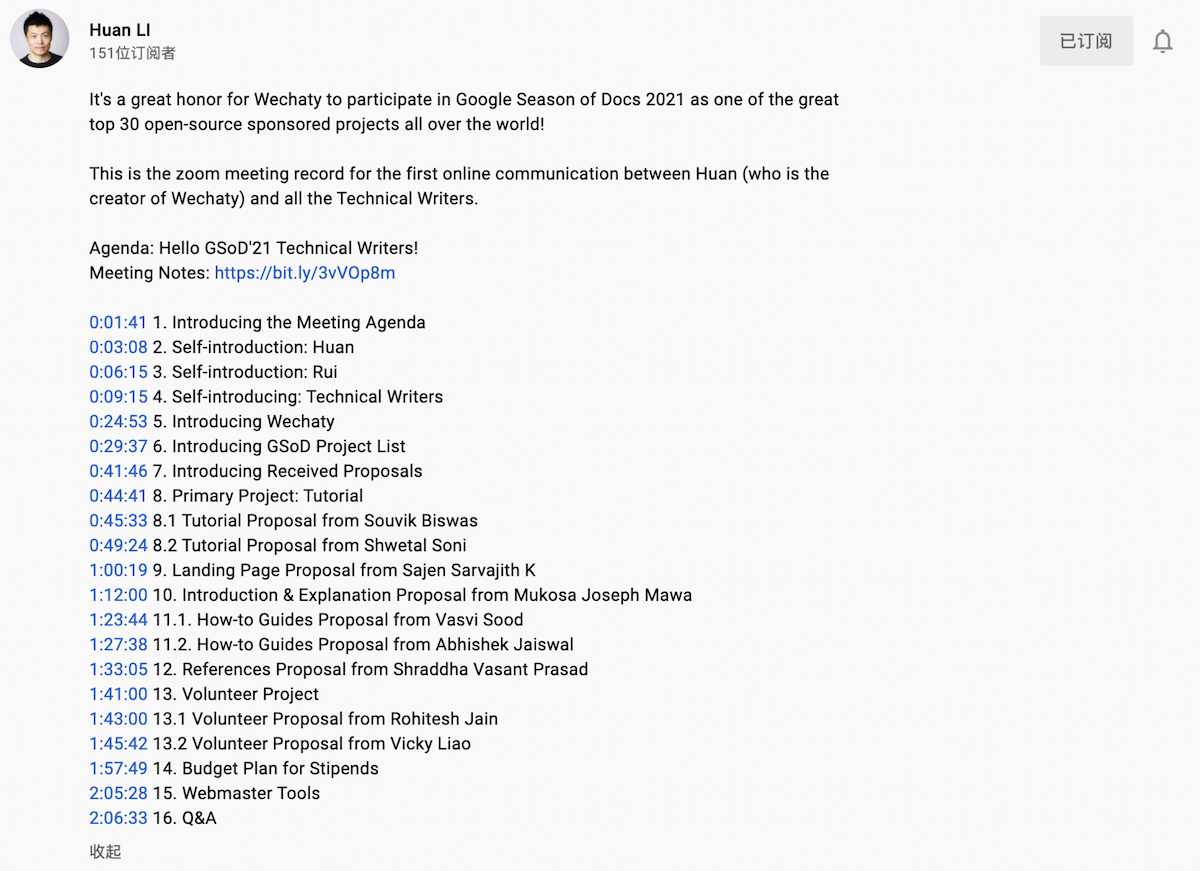 Huan LI
151位订阅者
已订阅
It's a great honor for Wechaty to participate in Google Season of Docs 2021 as one of the great
top 30 open-source sponsored projects all over the world!
This is the zoom meeting record for the first online communication between Huan (who is the
creator of Wechaty) and all the Technical Writers.
Agenda: Hello GSoD'21 Technical Writers!
Meeting Notes: https://bit.ly/3vVOp8m
0:01:41 1. Introducing the Meeting Agenda
0:03:08 2. Self-introduction: Huan
0:06:15 3. Self-introduction: Rui
0:09:15 4. Self-introducing: Technical Writers
0:24:53 5. Introducing Wechaty
0:29:37 6. Introducing GSoD Project List
0:41:46 7. Introducing Received Proposals
0:44:41 8. Primary Project: Tutorial
0:45:33 8.1 Tutorial Proposal from Souvik Biswas
0:49:24 8.2 Tutorial Proposal from Shwetal Soni
1:00:19 9. Landing Page Proposal from Sajen Sarvajith K
1:12:00 10. Introduction & Explanation Proposal from Mukosa Joseph Mawa
1:23:44 11.1. How-to Guides Proposal from Vasvi Sood
1:27:38 11.2. How-to Guides Proposal from Abhishek Jaiswal
1:33:05 12. References Proposal from Shraddha Vasant Prasad
1:41:00 13. Volunteer Project
1:43:00 13.1 Volunteer Proposal from Rohitesh Jain
1:45:42 13.2 Volunteer Proposal from Vicky Liao
1:57:49 14. Budget Plan for Stipends
2:05:28 15. Webmaster Tools
2:06:33 16. Q&A
收起